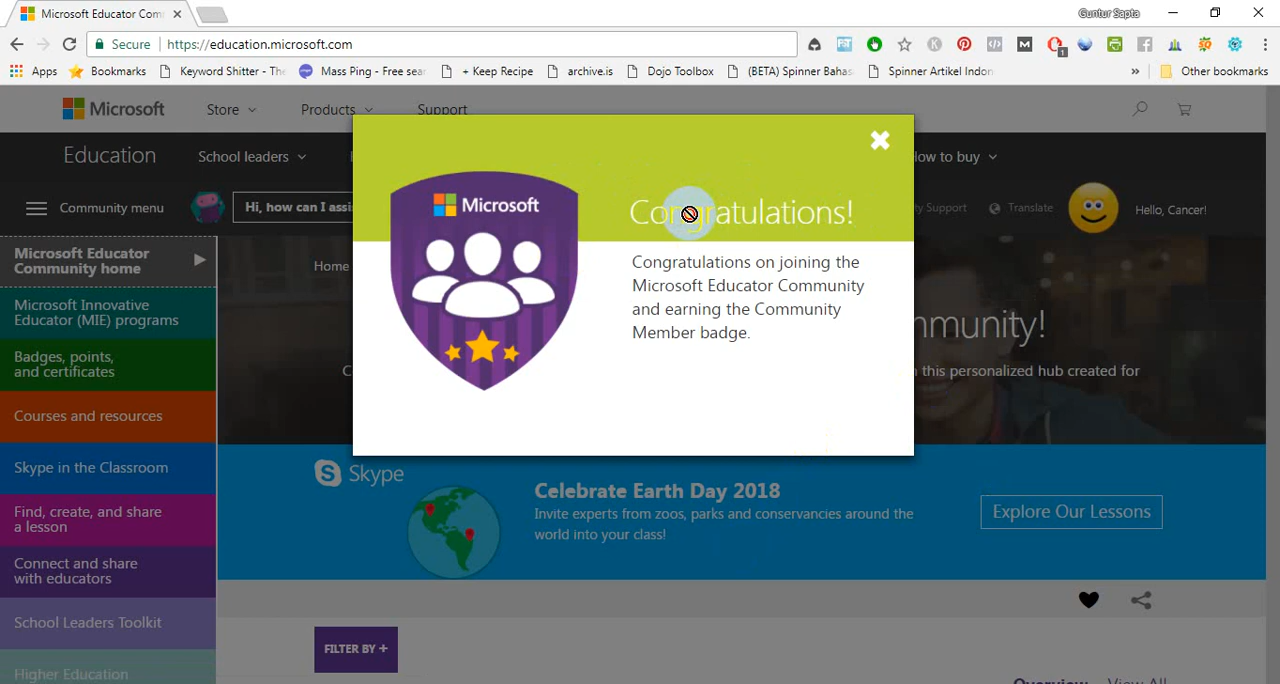 Microsoft Educator Com
Guntur Sapta
Secure
https://education.microsoft.com
1
Apps
Bookmarks
Keyword Shitter - The
Mass Ping - Free sear
+ Keep Recipe
archive.is
Dojo Toolbox
(BETA) Spinner Bahas
Spinner Artikel Indon
»
Other bookmarks
Microsoft
Store
Products
Support
Education
School leaders
How to buy
Community menu
Hi, how can I assi
Support
Translate
Hello, Cancer!
Microsoft
Congratulations!
Congratulations on joining the
Microsoft Educator Community
and earning the Community
Member badge.
Microsoft Educator
Community home
Microsoft Innovative
Educator (MIE) programs
Badges, points,
and certificates
Courses and resources
Skype in the Classroom
Find, create, and share
a lesson
Connect and share
with educators
School Leaders Toolkit
Higher Education
Home
mmunity!
this personalized hub created for
Skype
Celebrate Earth Day 2018
Invite experts from zoos, parks and conservancies around the
world into your class!
Explore Our Lessons
FILTER BY +
Overview
View All